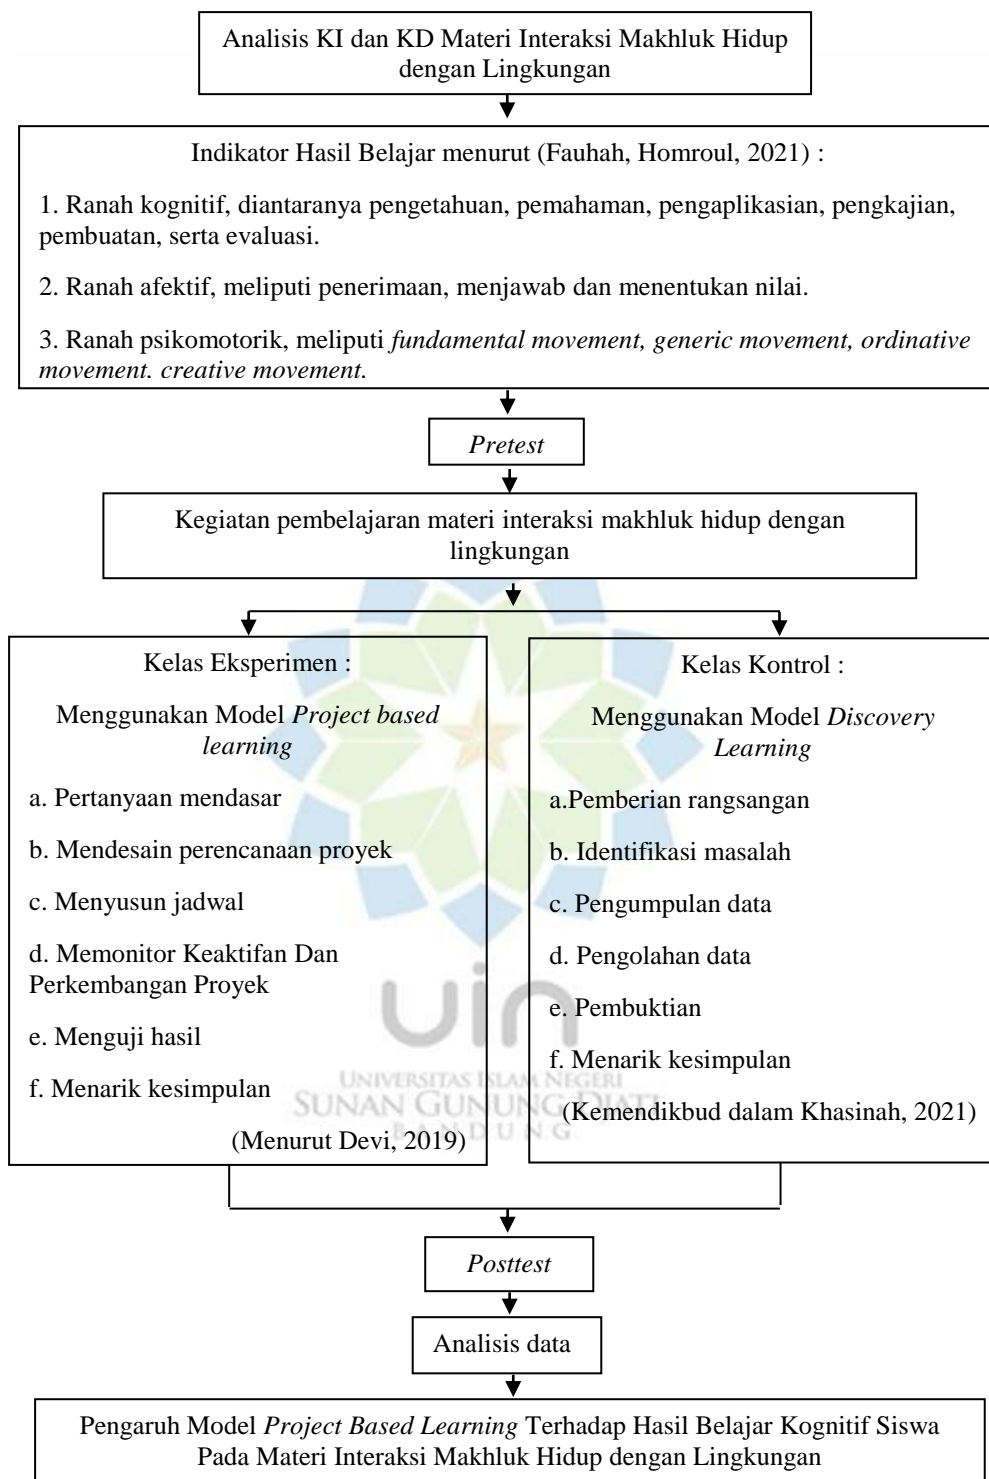 Analisis KI dan KD Materi Interaksi Makhluk Hidup
dengan Lingkungan
Indikator Hasil Belajar menurut (Fauhah, Homroul, 2021) :
1. Ranah kognitif, diantaranya pengetahuan, pemahaman, pengaplikasian, pengkajian,
pembuatan, serta evaluasi.
2. Ranah afektif, meliputi penerimaan, menjawab dan menentukan nilai.
3. Ranah psikomotorik, meliputi fundamental movement, generic movement, ordinative
movement, creative movement.
Pretest
Kegiatan pembelajaran materi interaksi makhluk hidup dengan
lingkungan
Kelas Eksperimen :
Menggunakan Model Project based
learning
a. Pertanyaan mendasar
b. Mendesain perencanaan proyek
c. Menyusun jadwal
d. Memonitor Keaktifan Dan
Perkembangan Proyek
e. Menguji hasil
f. Menarik kesimpulan
(Menurut Devi, 2019)
Kelas Kontrol :
Menggunakan Model Discovery
Learning
a.Pemberian rangsangan
b. Identifikasi masalah
c. Pengumpulan data
d. Pengolahan data
e. Pembuktian
f. Menarik kesimpulan
(Kemendikbud dalam Khasinah, 2021)
uin
UNIVERSITAS ISLAM NEGERI
SUNAN GUNUNG DJATI
BANDUNG
Posttest
Analisis data
Pengaruh Model Project Based Learning Terhadap Hasil Belajar Kognitif Siswa
Pada Materi Interaksi Makhluk Hidup dengan Lingkungan